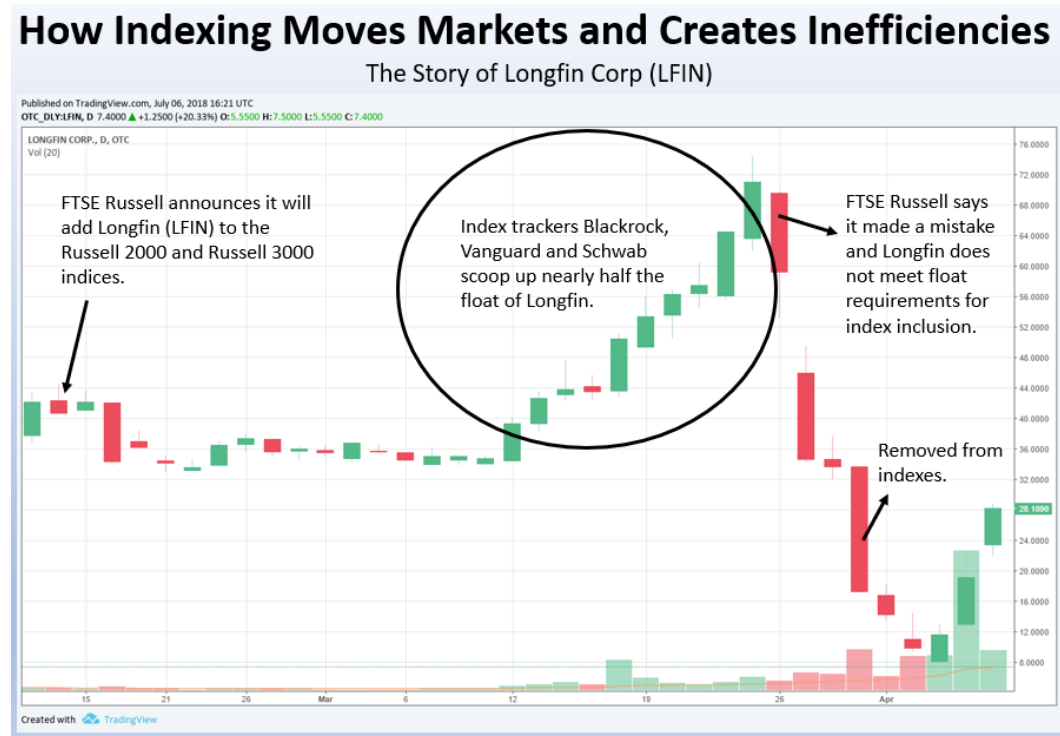 How Indexing Moves Markets and Creates Inefficiencies
The Story of Longfin Corp (LFIN)
Published on TradingView.com, July 06, 2018 16:21 UTC
OTC_DLY:LFIN, D 7.4000 ▲ +1.2500 (+20.33%) O:5.5500 H:7.5000 L:5.5500 C:7.4000
LONGFIN CORP., D, OTC
Vol (20)
FTSE Russell announces it will
add Longfin (LFIN) to the
Russell 2000 and Russell 3000
indices.
Index trackers Blackrock,
Vanguard and Schwab
scoop up nearly half the
float of Longfin.
FTSE Russell says
it made a mistake
and Longfin does
not meet float
requirements for
index inclusion.
Removed from
indexes.
76.0000
72.0000
68.0000
64.0000
60.0000
56.0000
52.0000
48.0000
44.0000
40.0000
36.0000
32.0000
28.1890
24.0000
20.0000
16.0000
12.0000
8.0000
15
21
26
Mar
6
12
19
26
Apr
Created with TradingView